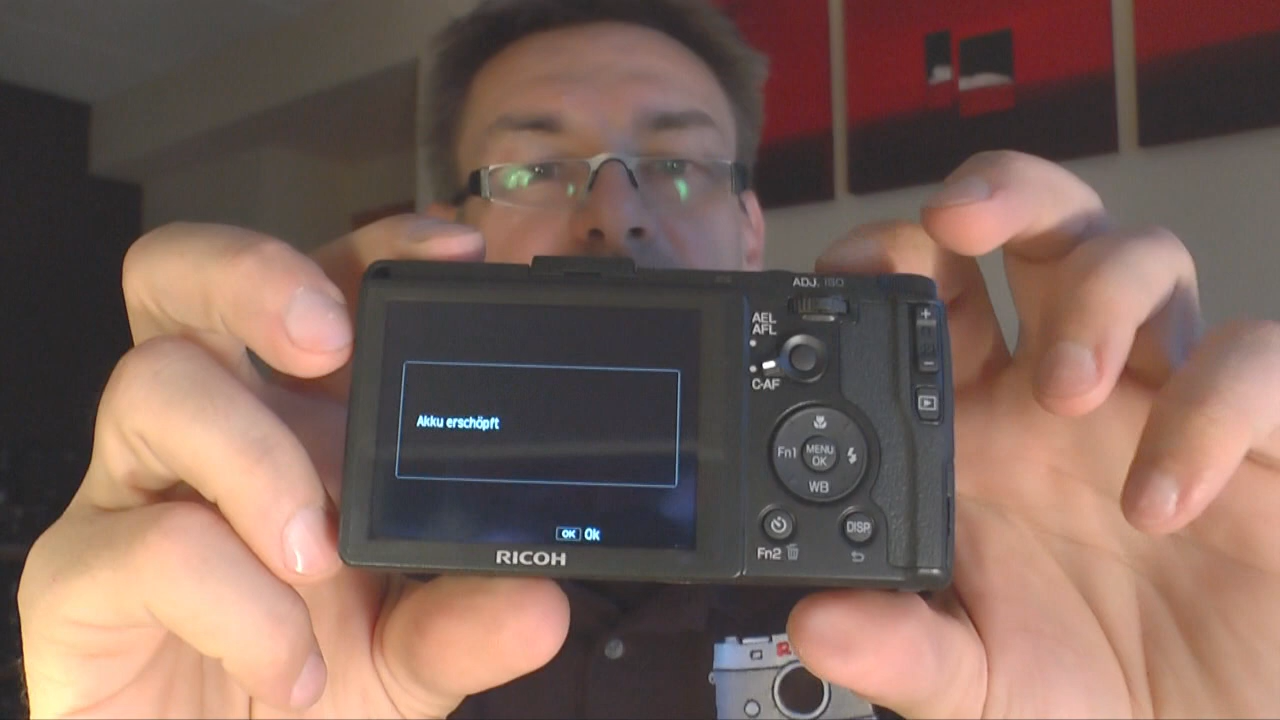 ADJ. ISO
AEL
AFL
C-AF
Akku erschöpft
Fn1
MENU
OK
WB
OK Ok
DISP
Fn2
RICOH